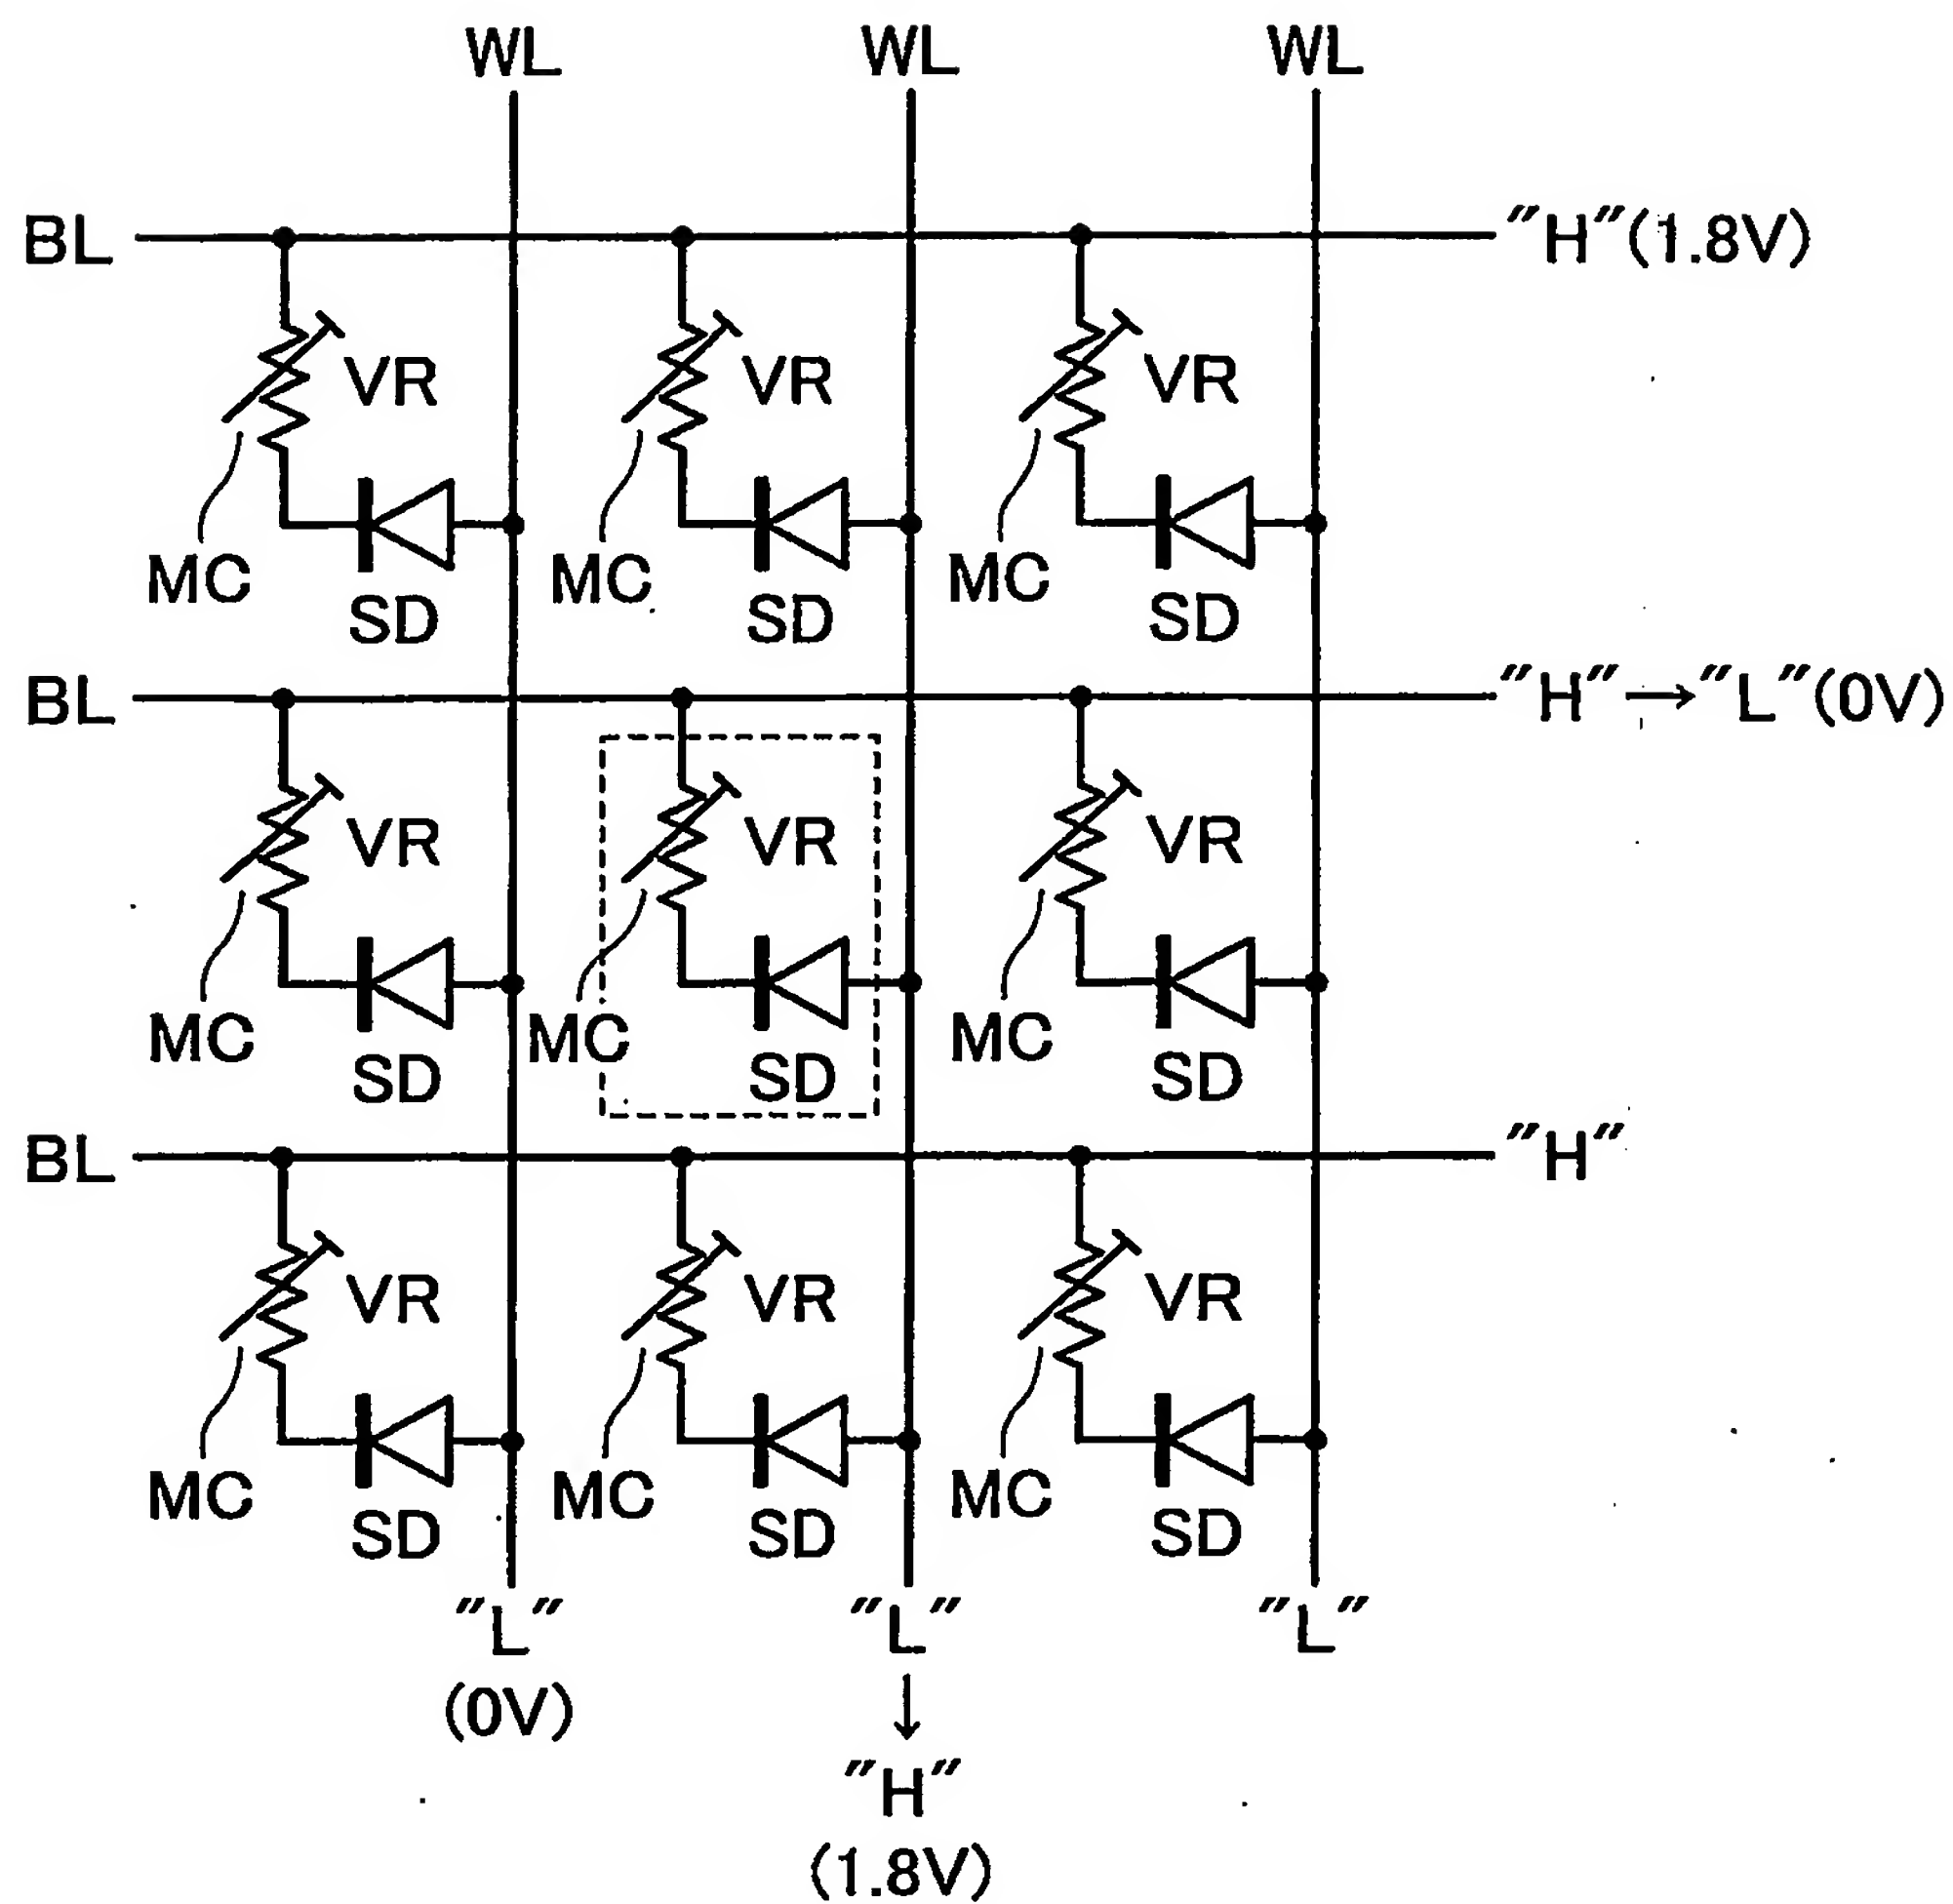 WL WL WL
BL "H"(1.8V)
VR VR VR
MC MC MC
SD SD SD
BL "H"→"L"(0V)
VR VR VR
MC MC MC
SD SD SD
BL "H"
VR VR VR
MC MC MC
SD SD SD
"L" "L" "L"
(0V) ↓
"H"
(1.8V)